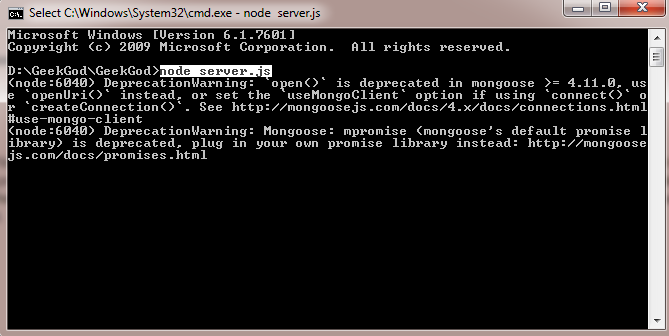 Select C:\Windows\System32\cmd.exe - node  server.js
Microsoft Windows [Version 6.1.7601]
Copyright (c) 2009 Microsoft Corporation.  All rights reserved.
D:\GeekGod\GeekGod>node server.js
(node:6040) DeprecationWarning: `open()` is deprecated in mongoose >= 4.11.0, us
e `openUri()` instead, or set the `useMongoClient` option if using `connect()` o
r `createConnection()`. See http://mongoosejs.com/docs/4.x/docs/connections.html
#use-mongo-client
(node:6040) DeprecationWarning: Mongoose: mpromise (mongoose's default promise l
ibrary) is deprecated, plug in your own promise library instead: http://mongoose
js.com/docs/promises.html